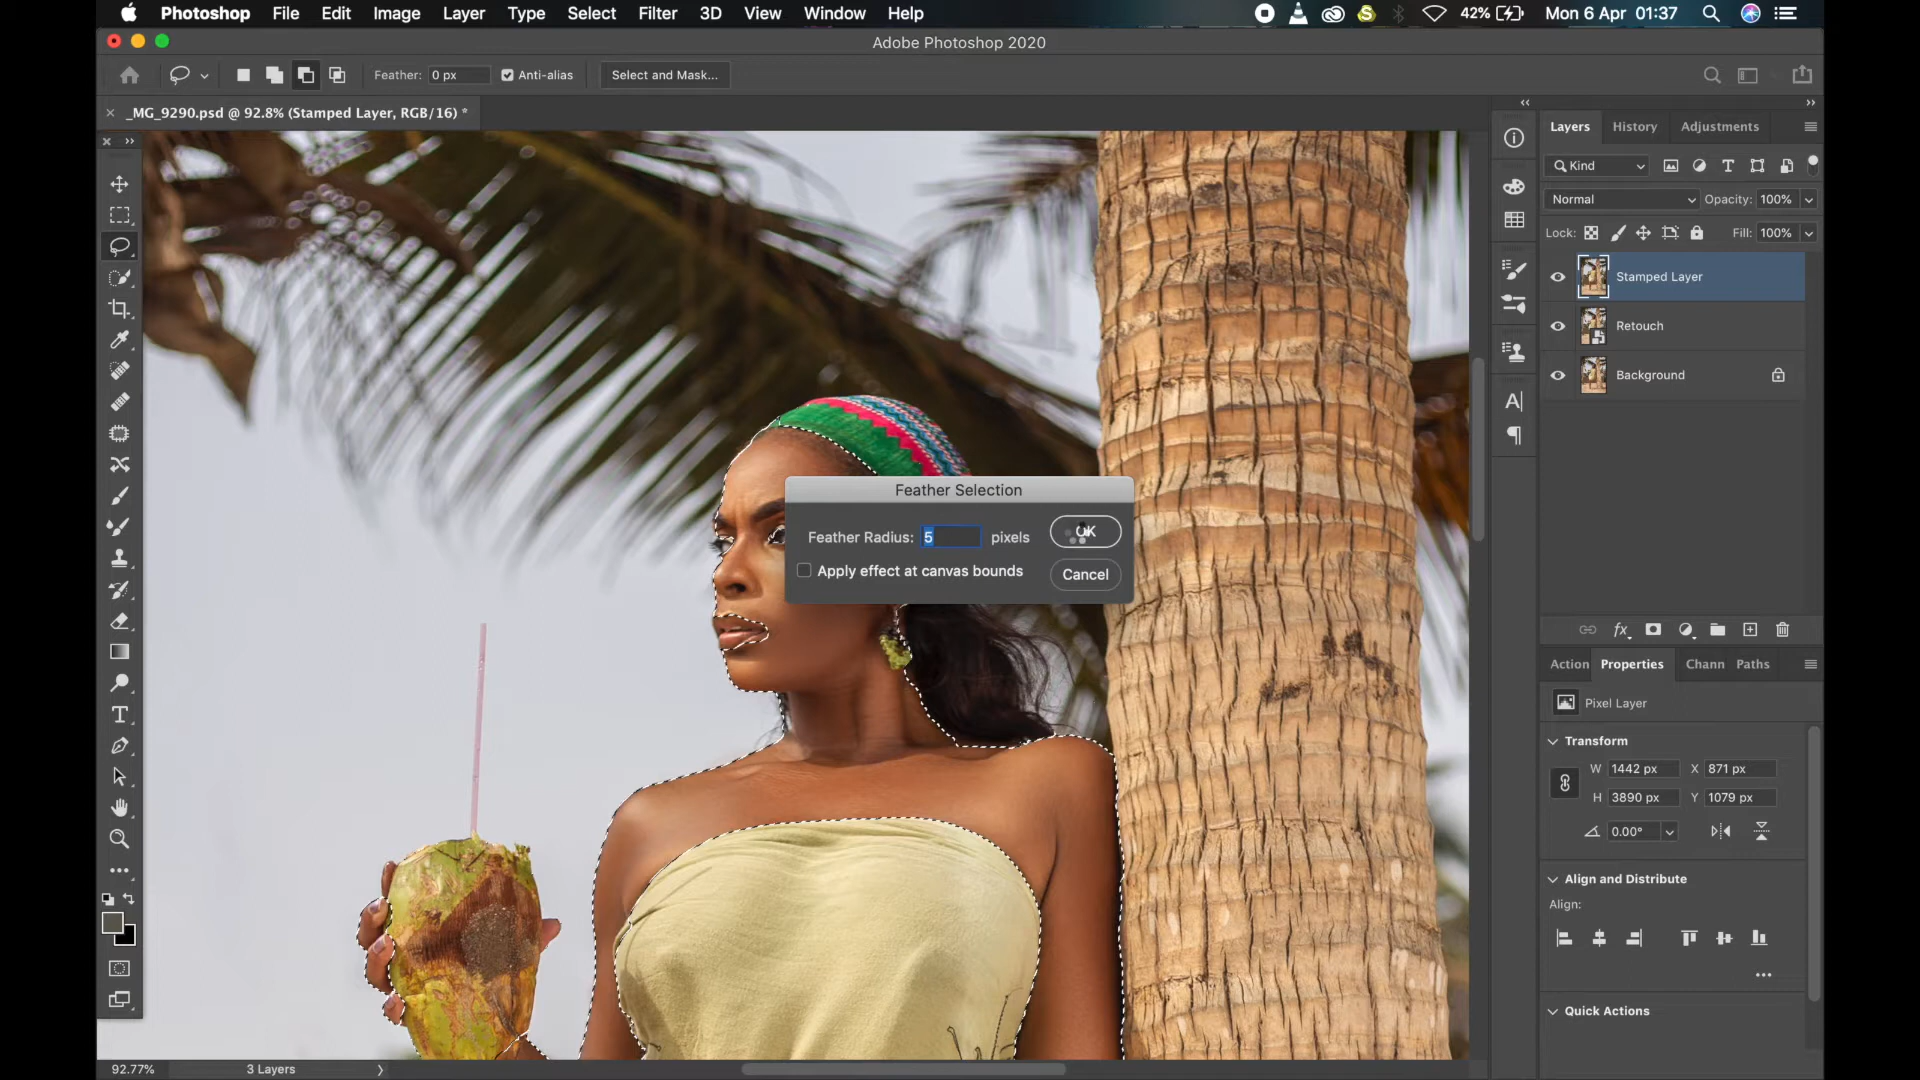 Photoshop File Edit Image Layer Type Select Filter 3D View Window Help 42% Mon 6 Apr 01:37
Adobe Photoshop 2020
Feather: 0 px Anti-alias Select and Mask...
_MG_9290.psd @ 92.8% (Stamped Layer, RGB/16) *
Layers History Adjustments
Kind
Normal Opacity: 100%
Lock: Fill: 100%
Stamped Layer
Retouch
Background
Feather Selection
Feather Radius: 5 pixels OK
Apply effect at canvas bounds Cancel
Action Properties Chann Paths
Pixel Layer
Transform
W 1442 px X 871 px
H 3890 px Y 1079 px
0.00°
Align and Distribute
Align:
Quick Actions
92.77% 3 Layers